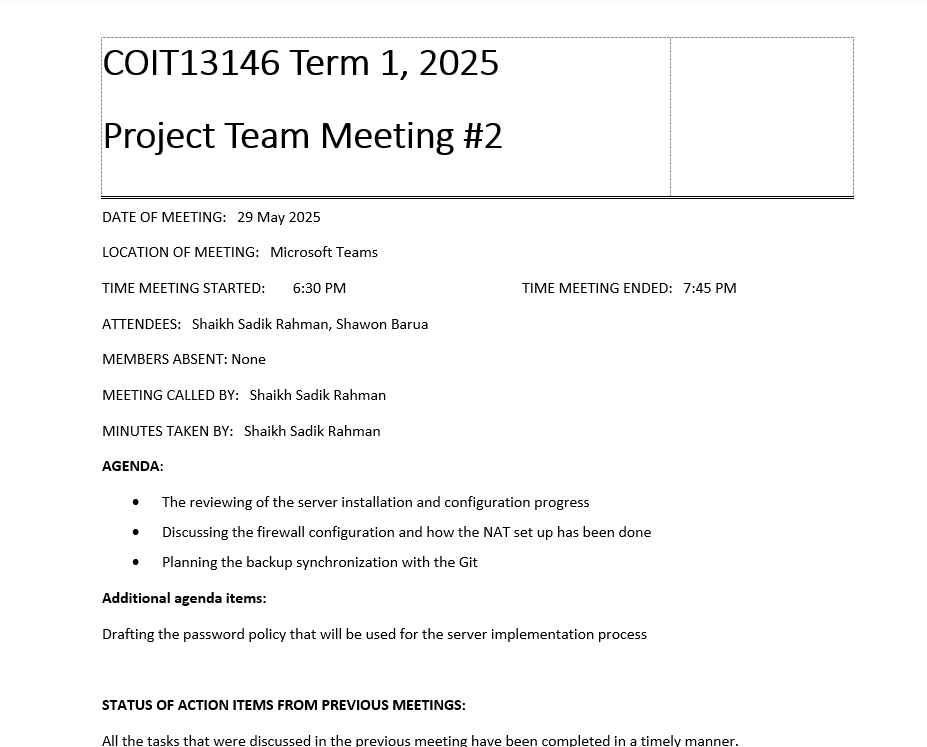 COIT13146 Term 1, 2025
Project Team Meeting #2
DATE OF MEETING: 29 May 2025
LOCATION OF MEETING: Microsoft Teams
TIME MEETING STARTED: 6:30 PM TIME MEETING ENDED: 7:45 PM
ATTENDEES: Shaikh Sadik Rahman, Shawon Barua
MEMBERS ABSENT: None
MEETING CALLED BY: Shaikh Sadik Rahman
MINUTES TAKEN BY: Shaikh Sadik Rahman
AGENDA:
• The reviewing of the server installation and configuration progress
• Discussing the firewall configuration and how the NAT set up has been done
• Planning the backup synchronization with the Git
Additional agenda items:
Drafting the password policy that will be used for the server implementation process
STATUS OF ACTION ITEMS FROM PREVIOUS MEETINGS:
All the tasks that were discussed in the previous meeting have been completed in a timely manner.